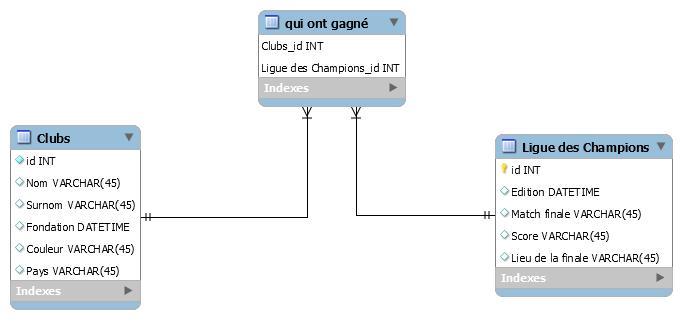 qui ont gagné
Clubs_id INT
Ligue des Champions_id INT
Indexes
Clubs
id INT
Nom VARCHAR(45)
Surnom VARCHAR(45)
Fondation DATETIME
Couleur VARCHAR(45)
Pays VARCHAR(45)
Indexes
Ligue des Champions
id INT
Edition DATETIME
Match finale VARCHAR(45)
Score VARCHAR(45)
Lieu de la finale VARCHAR(45)
Indexes